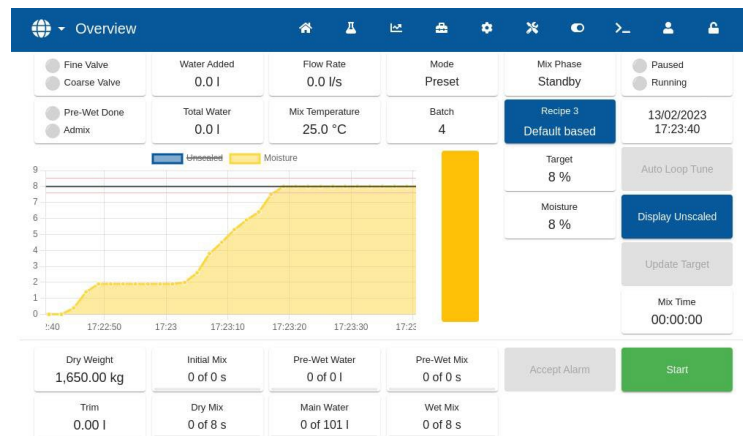 Overview
Fine Valve
Coarse Valve
Water Added
0.0 l
Flow Rate
0.0 l/s
Mode
Preset
Mix Phase
Standby
Paused
Running
Pre-Wet Done
Admix
Total Water
0.0 l
Mix Temperature
25.0 °C
Batch
4
Recipe 3
Default based
13/02/2023
17:23:40
Unscaled
Moisture
9
8
7
6
5
4
3
2
1
0
:40
17:22:50
17:23
17:23:10
17:23:20
17:23:30
17:23
Target
8 %
Auto Loop Tune
Moisture
8 %
Display Unscaled
Update Target
Mix Time
00:00:00
Dry Weight
1,650.00 kg
Initial Mix
0 of 0 s
Pre-Wet Water
0 of 0 l
Pre-Wet Mix
0 of 0 s
Accept Alarm
Start
Trim
0.00 l
Dry Mix
0 of 8 s
Main Water
0 of 101 l
Wet Mix
0 of 8 s